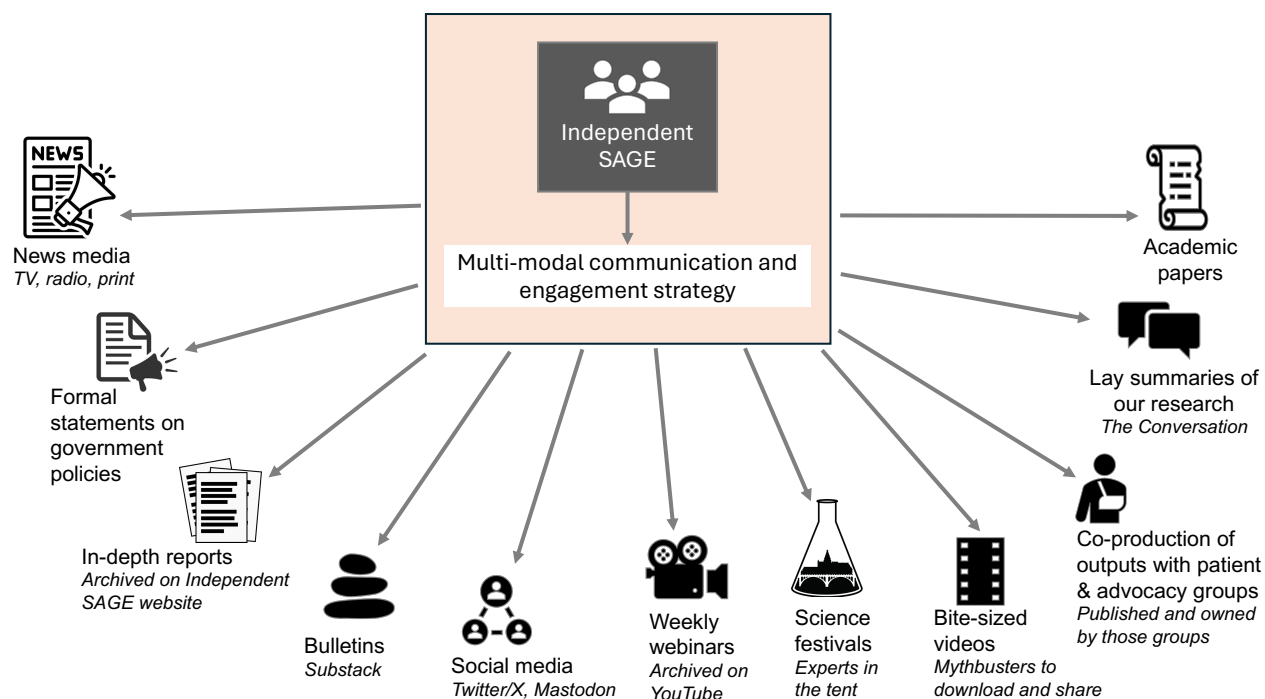 Independent
SAGE
Multi-modal communication and
engagement strategy
NEWS
News media
TV, radio, print
Formal
statements on
government
policies
In-depth reports
Archived on Independent
SAGE website
Bulletins
Substack
Social media
Twitter/X, Mastodon
Weekly
webinars
Archived on
YouTube
Science
festivals
Experts in
the tent
Bite-sized
videos
Mythbusters to
download and share
Co-production of
outputs with patient
& advocacy groups
Published and owned
by those groups
Lay summaries of
our research
The Conversation
Academic
papers